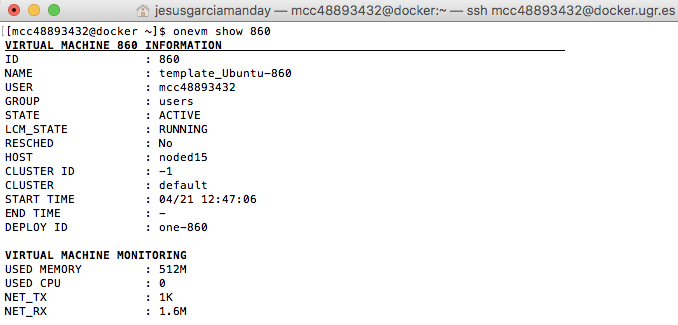 jesusgarciamanday — mcc48893432@docker:~ — ssh mcc48893432@docker.ugr.es
[[mcc48893432@docker ~]$ onevm show 860
VIRTUAL MACHINE 860 INFORMATION
ID : 860
NAME : template_Ubuntu-860
USER : mcc48893432
GROUP : users
STATE : ACTIVE
LCM_STATE : RUNNING
RESCHED : No
HOST : noded15
CLUSTER ID : -1
CLUSTER : default
START TIME : 04/21 12:47:06
END TIME : -
DEPLOY ID : one-860
VIRTUAL MACHINE MONITORING
USED MEMORY : 512M
USED CPU : 0
NET_TX : 1K
NET_RX : 1.6M